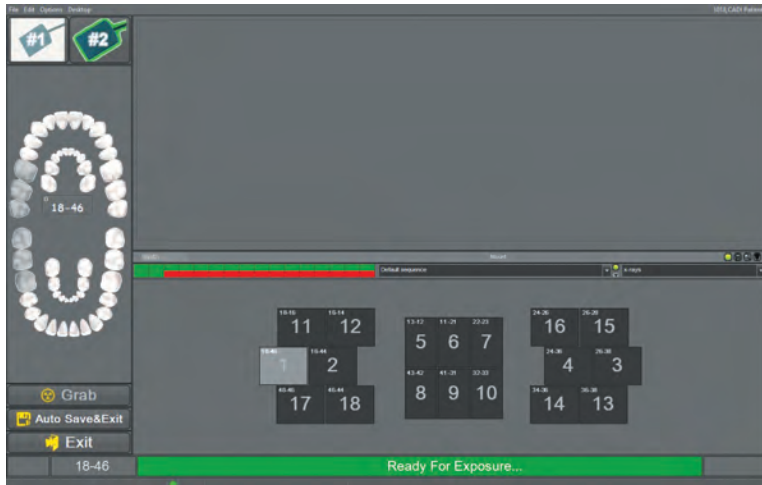 File Edit Options Desktop
#1 #2
18-46
Default sequence x-rays
18-16 15-14 24-26 26-28
11 12 16 15
13-12 11-21 22-23
5 6 7
18-46 16-44 24-36 26-38
1 2 4 3
43-42 41-31 32-33
8 9 10
48-46 46-44 34-36 36-38
17 18 14 13
Grab
Auto Save&Exit
Exit
18-46 Ready For Exposure...